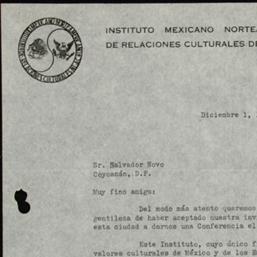 INSTITUTO MEXICANO NORTEA
DE RELACIONES CULTURALES DE
Diciembre 1,
Sr. Salvador Novo
Coyoacán, D.F.
Muy fino amigo:
Del modo más atento queremos
gentileza de haber aceptado nuestra inv
esta ciudad a darnos una Conferencia el
Este Instituto, cuyo único f
valores culturales de México y de los E